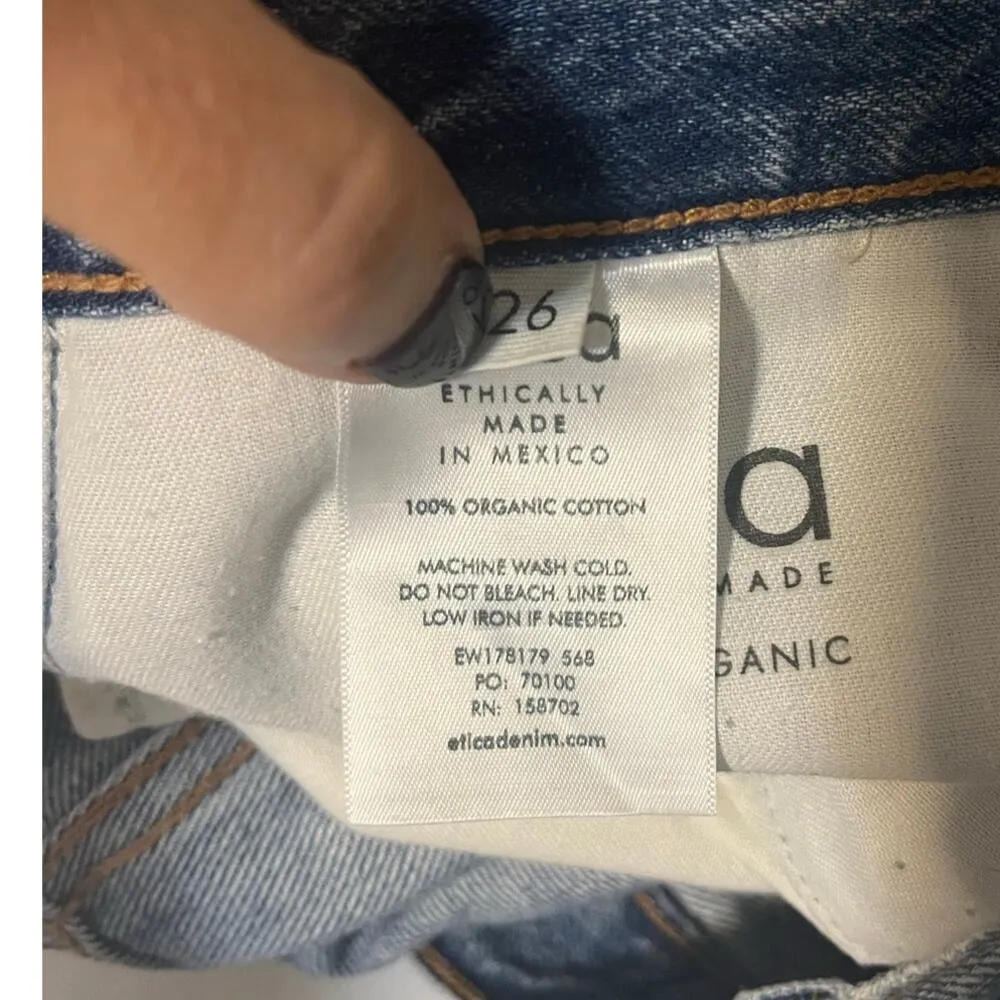 26
a
ETHICALLY
MADE
IN MEXICO
100% ORGANIC COTTON
MACHINE WASH COLD.
DO NOT BLEACH. LINE DRY.
LOW IRON IF NEEDED.
EW178179 568
PO: 70100
RN: 158702
eticadenim.com
a
MADE
GANIC